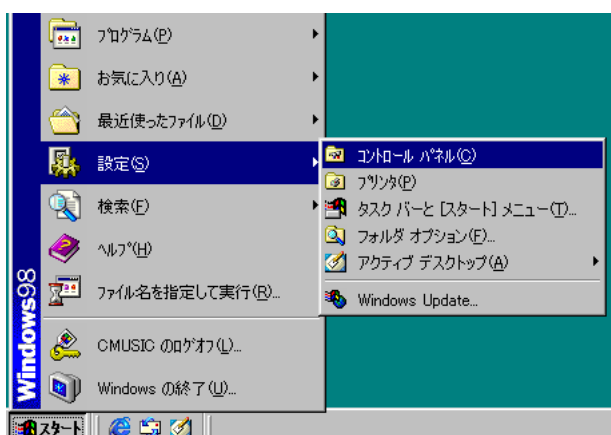 プログラム(P)
お気に入り(A)
最近使ったファイル(D)
設定(S)
検索(F)
ヘルプ(H)
ファイル名を指定して実行(R)...
CMUSIC のログオフ(L)...
Windows の終了(U)...
Windows98
スタート
コントロール パネル(C)
プリンタ(P)
タスク バーと [スタート] メニュー(T)...
フォルダ オプション(F)...
アクティブ デスクトップ(A)
Windows Update...